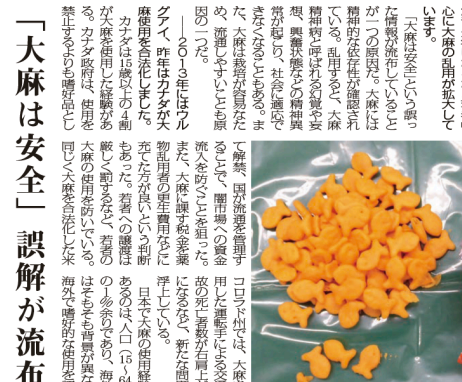 「大麻は安全」誤解が流布
心に大麻の乱用が拡大して
います。
「大麻は安全」という誤っ
た情報が流布していること
が一つの原因だ。大麻には
精神的な依存性が確認され
ている。乱用すると、大麻
精神病と呼ばれる幻覚や妄
想、興奮状態などの精神異
常が起こり、社会に適応で
きなくなることもある。ま
た、大麻は栽培が容易なた
め、流通しやすいことも原
因の一つだ。
――2013年にはウル
グアイ、昨年はカナダが大
麻使用を合法化しました。
カナダは15歳以上の4割
が大麻を使用した経験があ
る。カナダ政府は、使用を
禁止するよりも嗜好品とし
て解禁、国が流通を管理す
ることで、闇市場への資金
流入を防ぐことを狙った。
また、大麻に課す税金を薬
物乱用者の更生費用などに
充てた方が良いという判断
もあった。若者への譲渡は
厳しく罰するなど、若者の
大麻の使用を防いでいる。
同じく大麻を合法化した米
コロラド州では、大麻
用した運転手による交
故の死亡者数が右肩上
になるなど、新たな問
浮上している。
日本で大麻の使用経
あるのは、人口(15~64
の1%余りであり、海
はそもそも背景が異な
海外で嗜好的な使用を